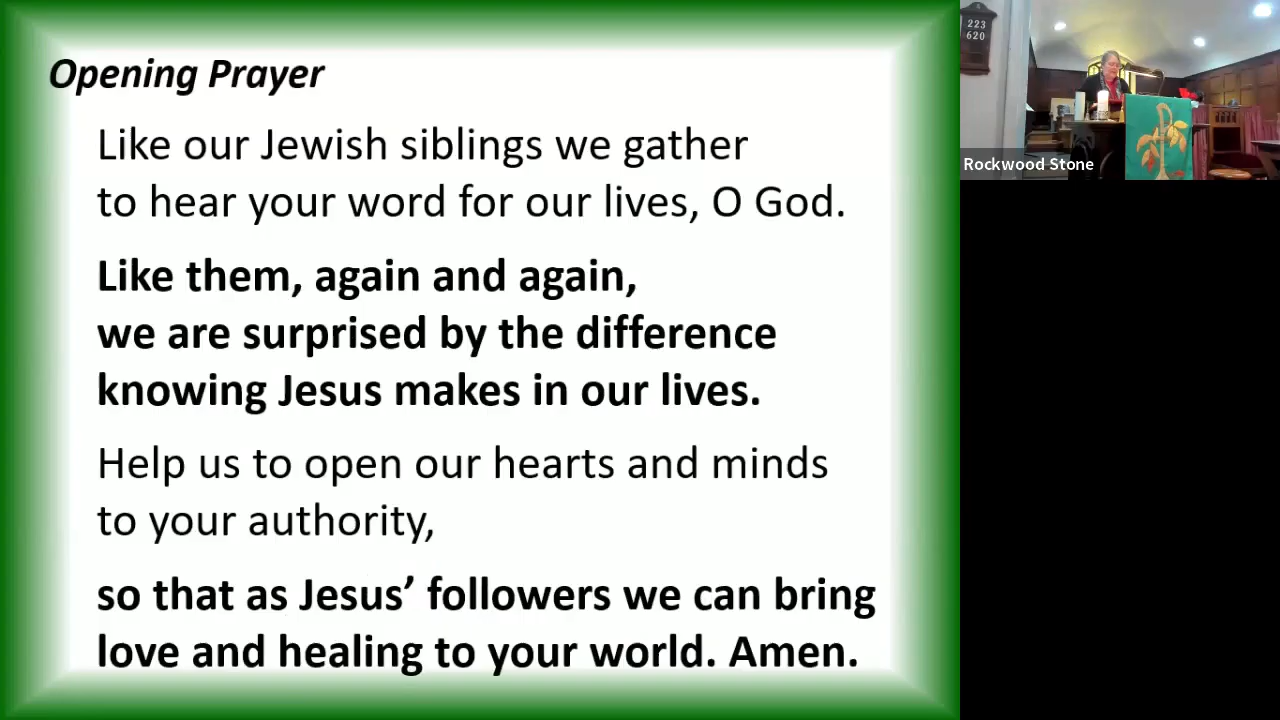 Opening Prayer
Like our Jewish siblings we gather
to hear your word for our lives, O God.
Like them, again and again,
we are surprised by the difference
knowing Jesus makes in our lives.
Help us to open our hearts and minds
to your authority,
so that as Jesus’ followers we can bring
love and healing to your world. Amen.
223
620
Rockwood Stone